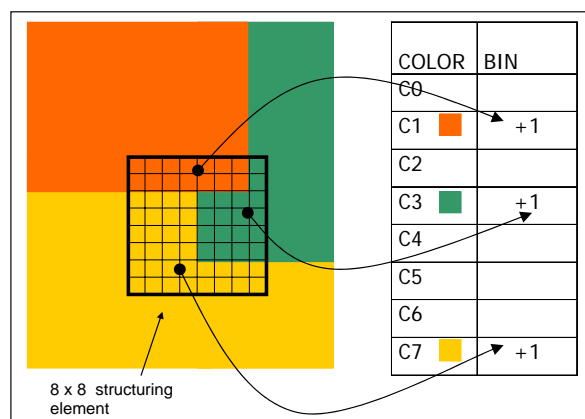 COLOR BIN
C0
C1 +1
C2
C3 +1
C4
C5
C6
C7 +1
8 x 8 structuring
element